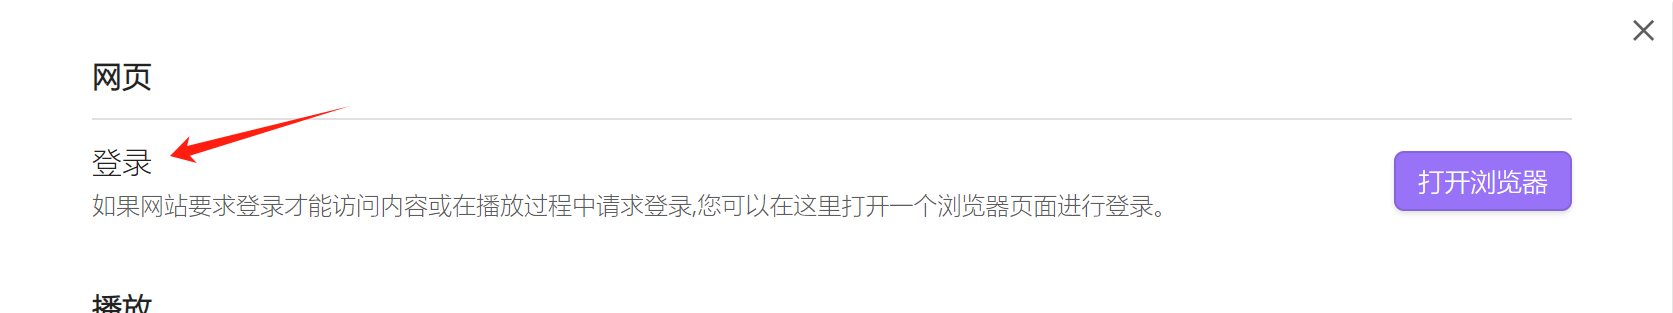 网页
登录
如果网站要求登录才能访问内容或在播放过程中请求登录,您可以在这里打开一个浏览器页面进行登录。
打开浏览器
播放